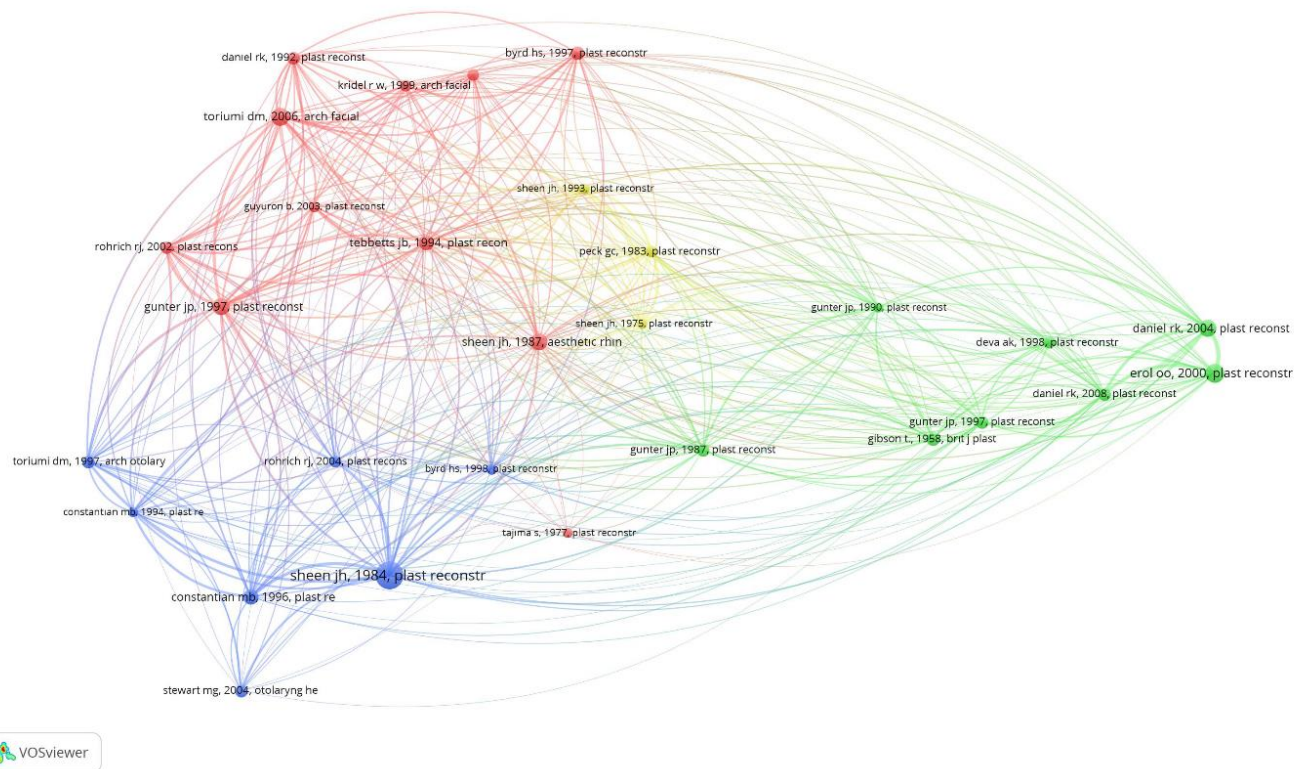 byrd hs, 1997, plast reconstr
daniel rk, 1992, plast reconst
kridel r w, 1999, arch facial
toriumi dm, 2006, arch facial
sheen jh, 1993, plast reconstr
guyuron b, 2003, plast reconst
rohrich rj, 2002, plast recons
tebbetts jb, 1994, plast recon
peck gc, 1983, plast reconstr
gunter jp, 1997, plast reconst
gunter jp, 1990, plast reconst
sheen jh, 1975, plast reconstr
daniel rk, 2004, plast reconst
sheen jh, 1987, aesthetic rhin
deva ak, 1998, plast reconstr
erol oo, 2000, plast reconstr
daniel rk, 2008, plast reconst
gunter jp, 1997, plast reconst
gibson t., 1958, brit j plast
gunter jp, 1987, plast reconst
toriumi dm, 1997, arch otolary
rohrich rj, 2004, plast recons
byrd hs, 1998, plast reconstr
constantian mb, 1994, plast re
tajima s, 1977, plast reconstr
sheen jh, 1984, plast reconstr
constantian mb, 1996, plast re
stewart mg, 2004, otolaryng he
VOSviewer